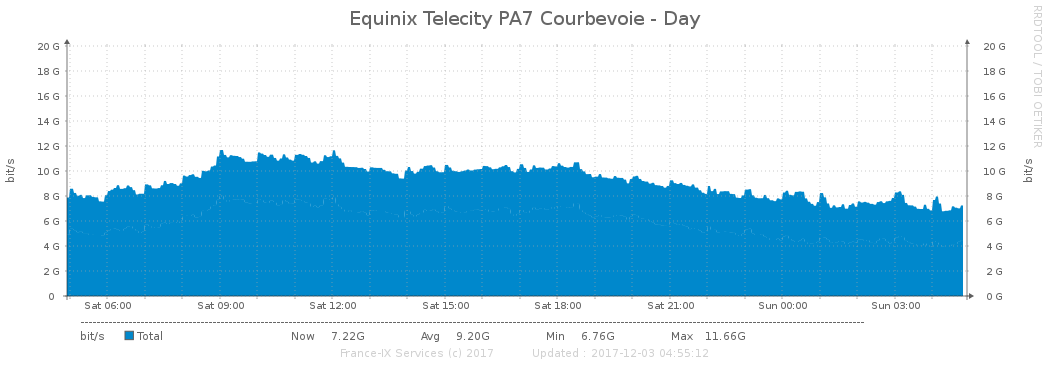 Equinix Telecity PA7 Courbevoie - Day
RRDTOOL / TOBI OETIKER
bit/s
bit/s
20 G 20 G
18 G 18 G
16 G 16 G
14 G 14 G
12 G 12 G
10 G 10 G
8 G 8 G
6 G 6 G
4 G 4 G
2 G 2 G
0 0 G
Sat 06:00 Sat 09:00 Sat 12:00 Sat 15:00 Sat 18:00 Sat 21:00 Sun 00:00 Sun 03:00
bit/s Total Now 7.22G Avg 9.20G Min 6.76G Max 11.66G
France-IX Services (c) 2017 Updated : 2017-12-03 04:55:12